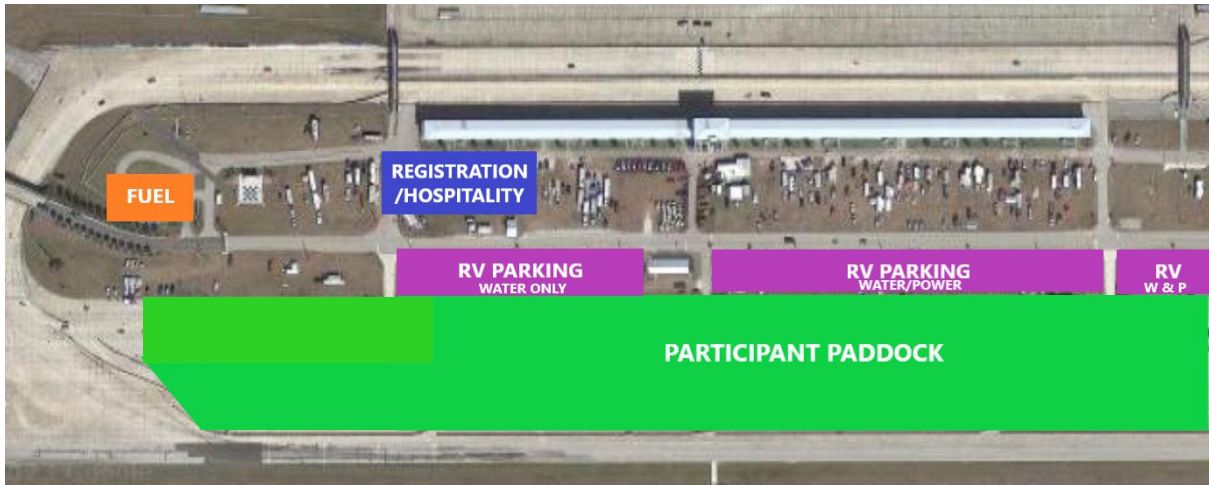 FUEL
REGISTRATION
/HOSPITALITY
RV PARKING
WATER ONLY
RV PARKING
WATER/POWER
RV
W & P
PARTICIPANT PADDOCK